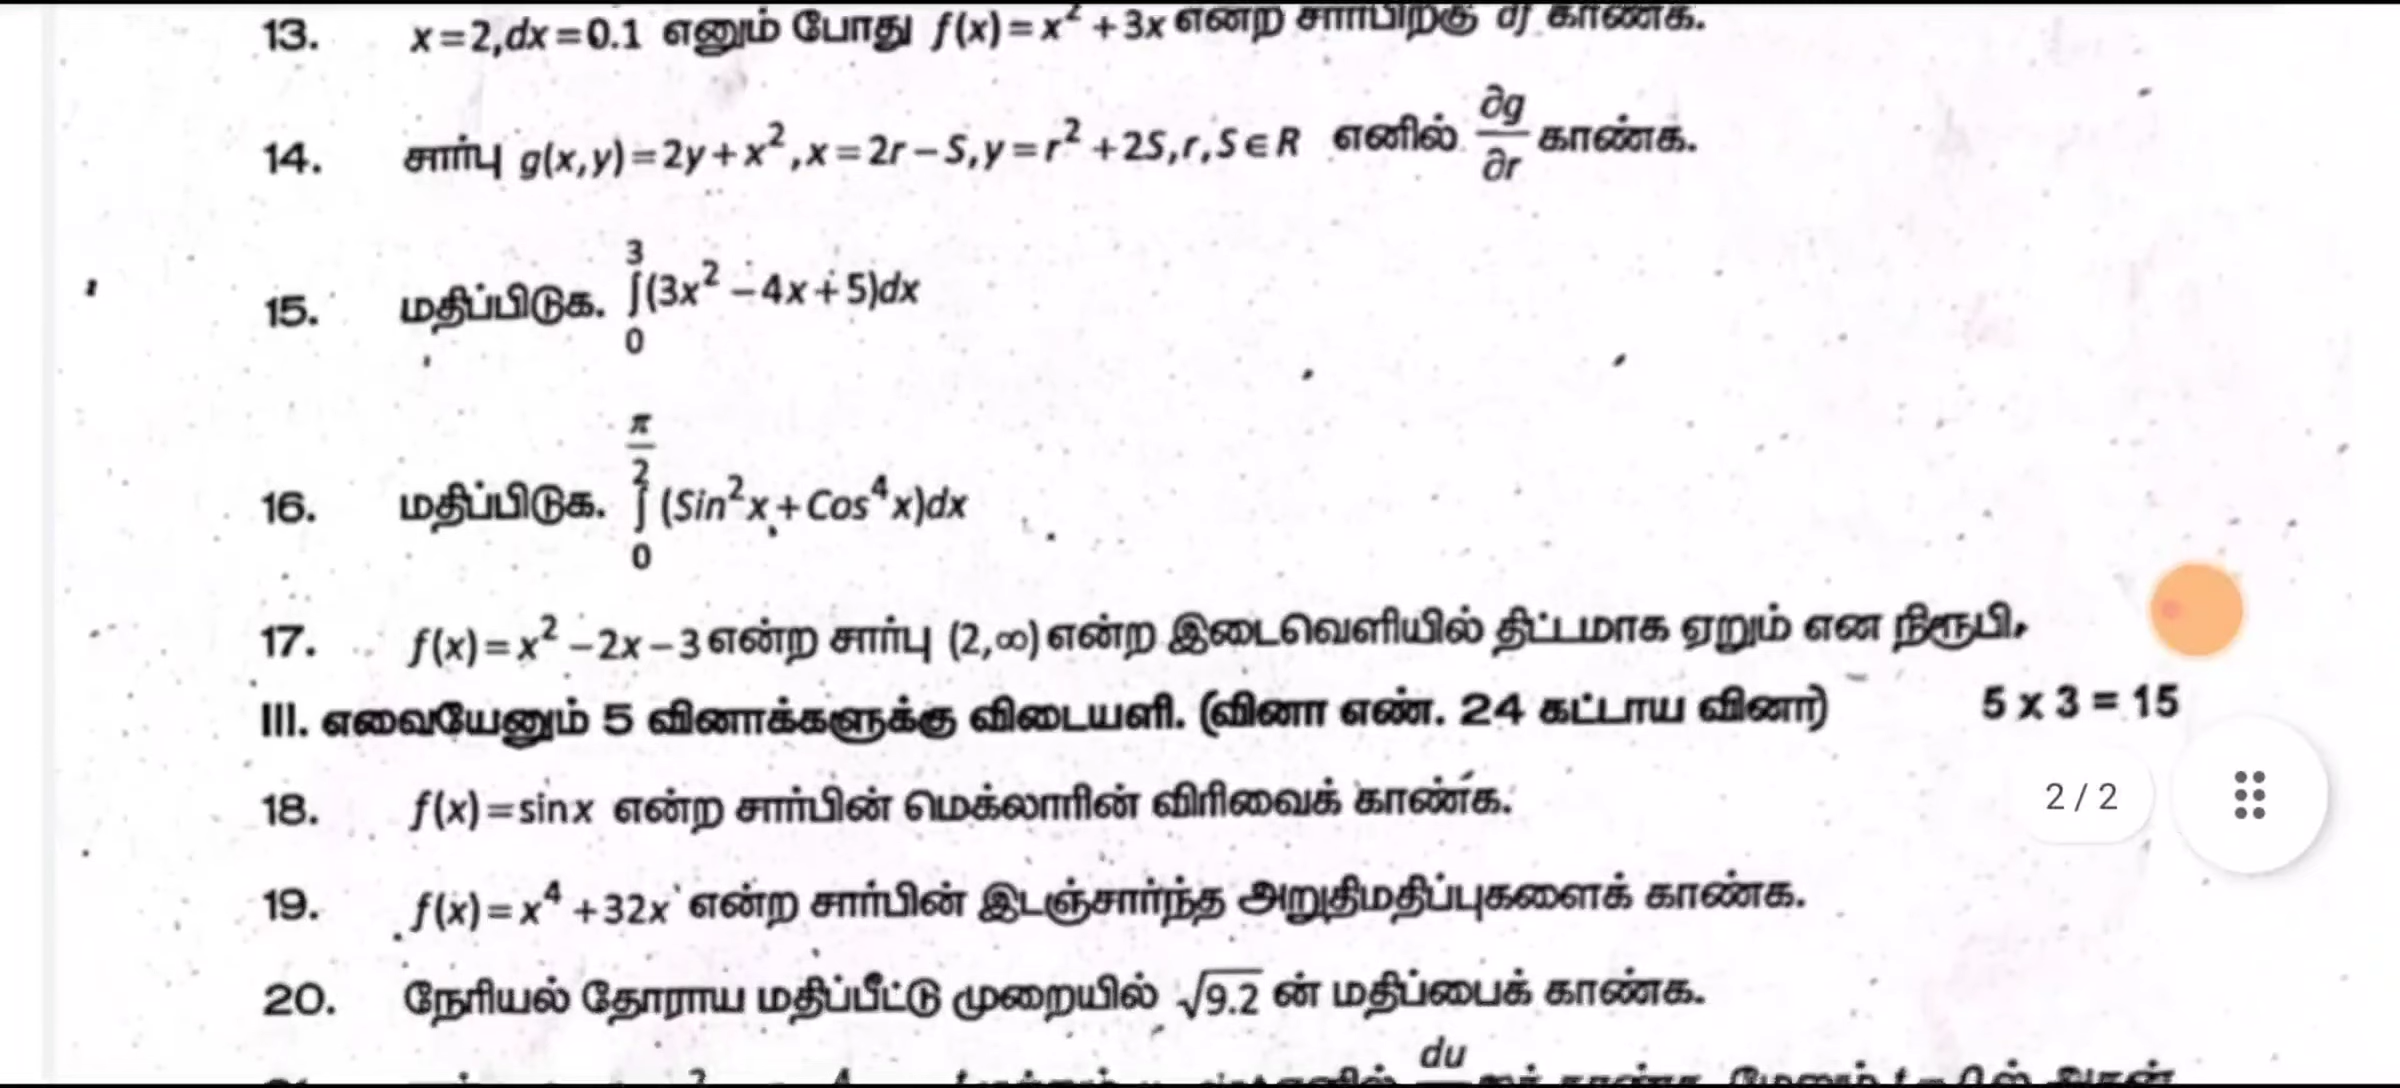 13. x=2,dx=0.1 எனும் போது f(x)=x² +3x என்ற சார்பிற்கு df காண்க.
14. சார்பு g(x,y)=2y+x²,x=2r–S,y=r²+2S,r,S∈R எனில் ∂g/∂r காண்க.
15. மதிப்பிடுக. ∫₀³(3x²–4x+5)dx
16. மதிப்பிடுக. ∫₀^(π/2) (Sin²x+Cos⁴x)dx
17. f(x)=x²–2x–3 என்ற சார்பு (2,∞) என்ற இடைவெளியில் திட்டமாக ஏறும் என நிரூபி.
III. எவையேனும் 5 வினாக்களுக்கு விடையளி. (வினா எண். 24 கட்டாய வினா) 5 x 3 = 15
18. f(x)=sinx என்ற சார்பின் மெக்லாரின் விரிவைக் காண்க.
2 / 2
19. f(x)=x⁴+32x என்ற சார்பின் இடஞ்சார்ந்த அறுதிமதிப்புகளைக் காண்க.
20. நேரியல் தோராய மதிப்பீட்டு முறையில் √9.2 ன் மதிப்பைக் காண்க.
du